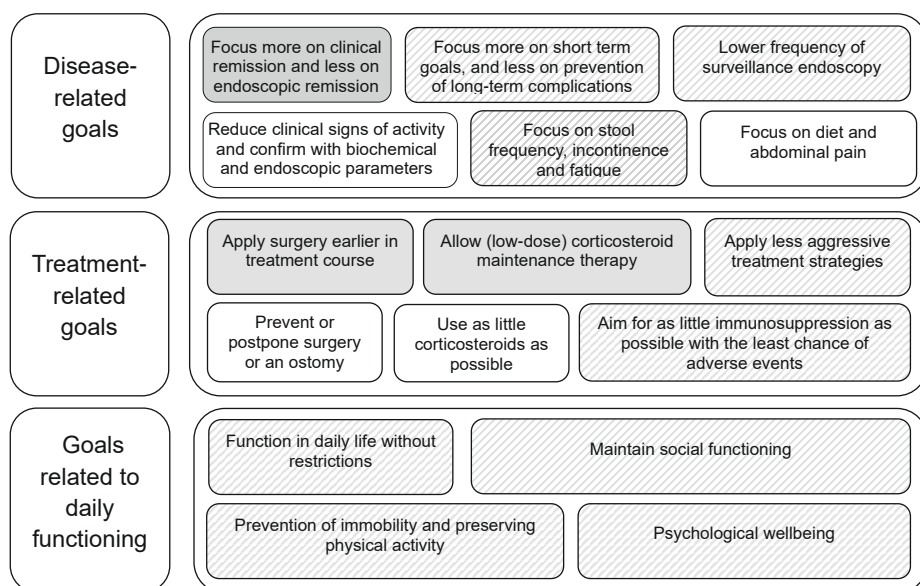 Disease-
related
goals
Focus more on clinical
remission and less on
endoscopic remission
Focus more on short term
goals, and less on prevention
of long-term complications
Lower frequency of
surveillance endoscopy
Reduce clinical signs of activity
and confirm with biochemical
and endoscopic parameters
Focus on stool
frequency, incontinence
and fatigue
Focus on diet and
abdominal pain
Treatment-
related
goals
Apply surgery earlier in
treatment course
Allow (low-dose) corticosteroid
maintenance therapy
Apply less aggressive
treatment strategies
Prevent or
postpone surgery
or an ostomy
Use as little
corticosteroids as
possible
Aim for as little immunosuppression as
possible with the least chance of
adverse events
Goals
related to
daily
functioning
Function in daily life without
restrictions
Maintain social functioning
Prevention of immobility and preserving
physical activity
Psychological wellbeing